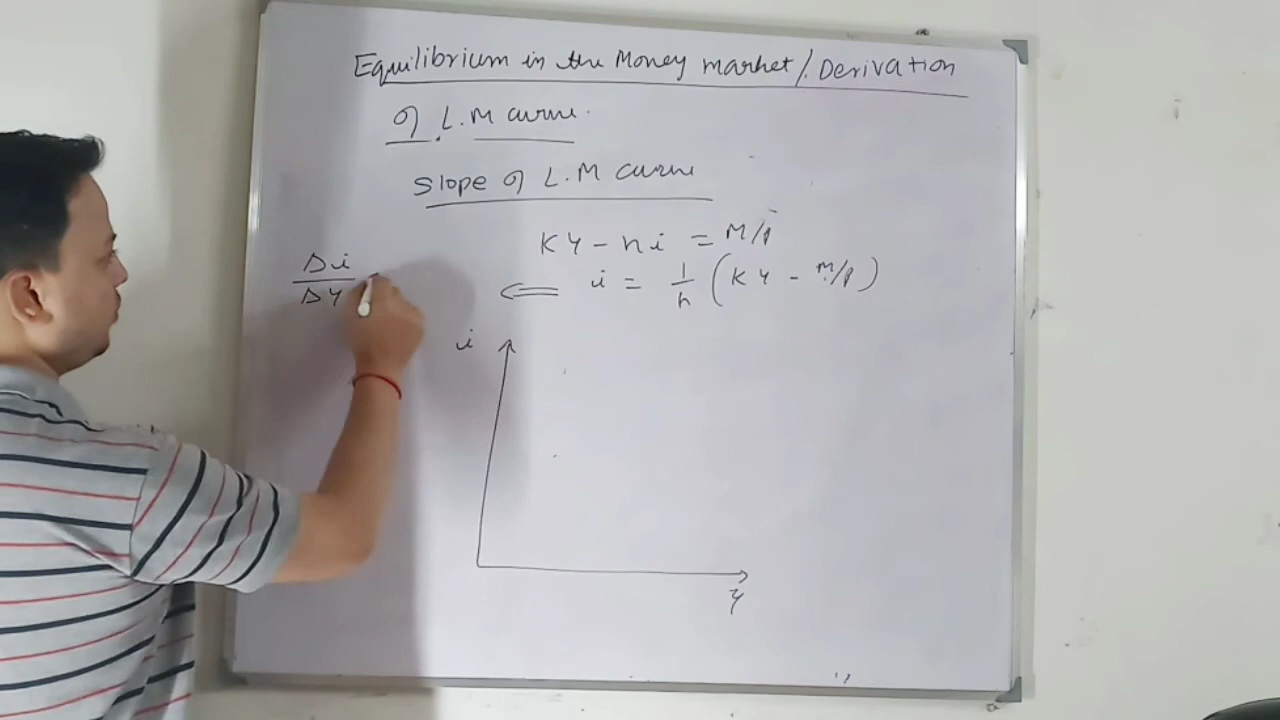 Equilibrium in the Money market / Derivation
of L.M curve.
Slope of L.M curve
KY - hi = M/P
Δi/ΔY
i = 1/h (KY - M/P)
i
Y